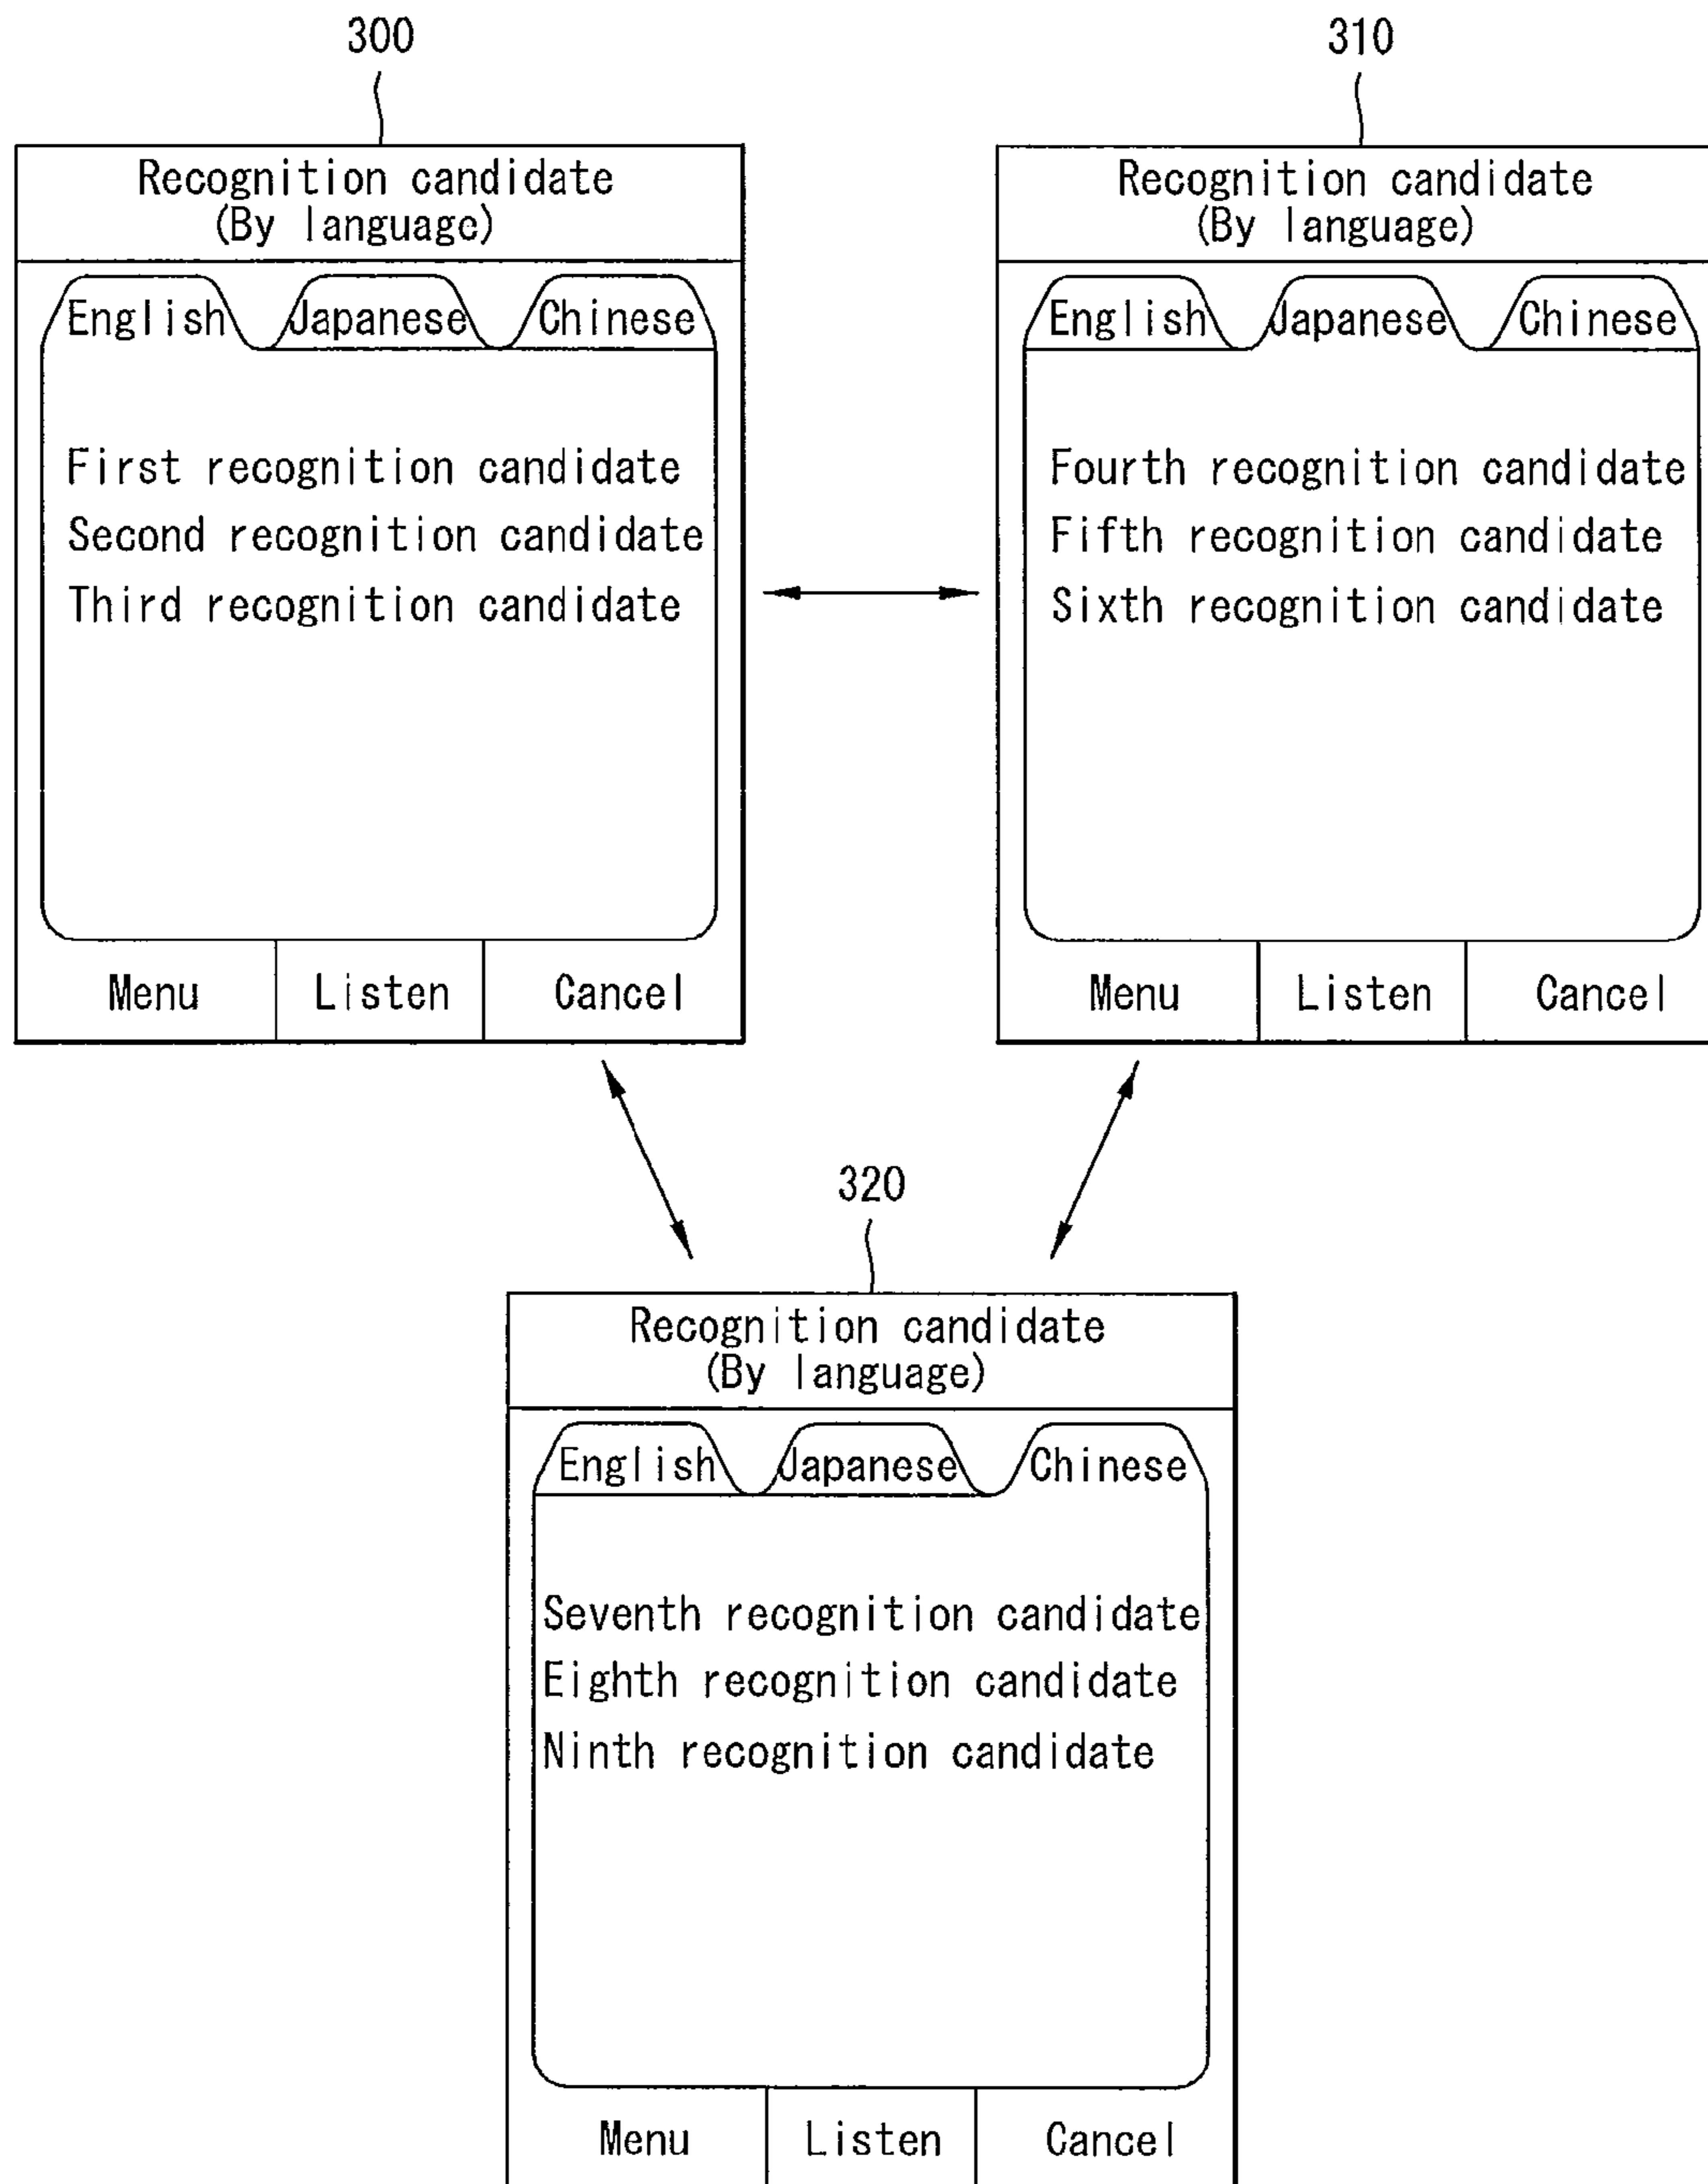 300
Recognition candidate
(By language)
English Japanese Chinese
First recognition candidate
Second recognition candidate
Third recognition candidate
Menu Listen Cancel
310
Recognition candidate
(By language)
English Japanese Chinese
Fourth recognition candidate
Fifth recognition candidate
Sixth recognition candidate
Menu Listen Cancel
320
Recognition candidate
(By language)
English Japanese Chinese
Seventh recognition candidate
Eighth recognition candidate
Ninth recognition candidate
Menu Listen Cancel